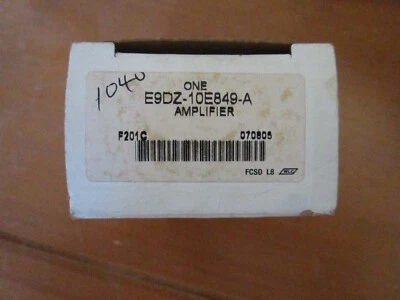 1040
ONE
E9DZ-10E849-A
AMPLIFIER
F201C 070805
FCSD L8